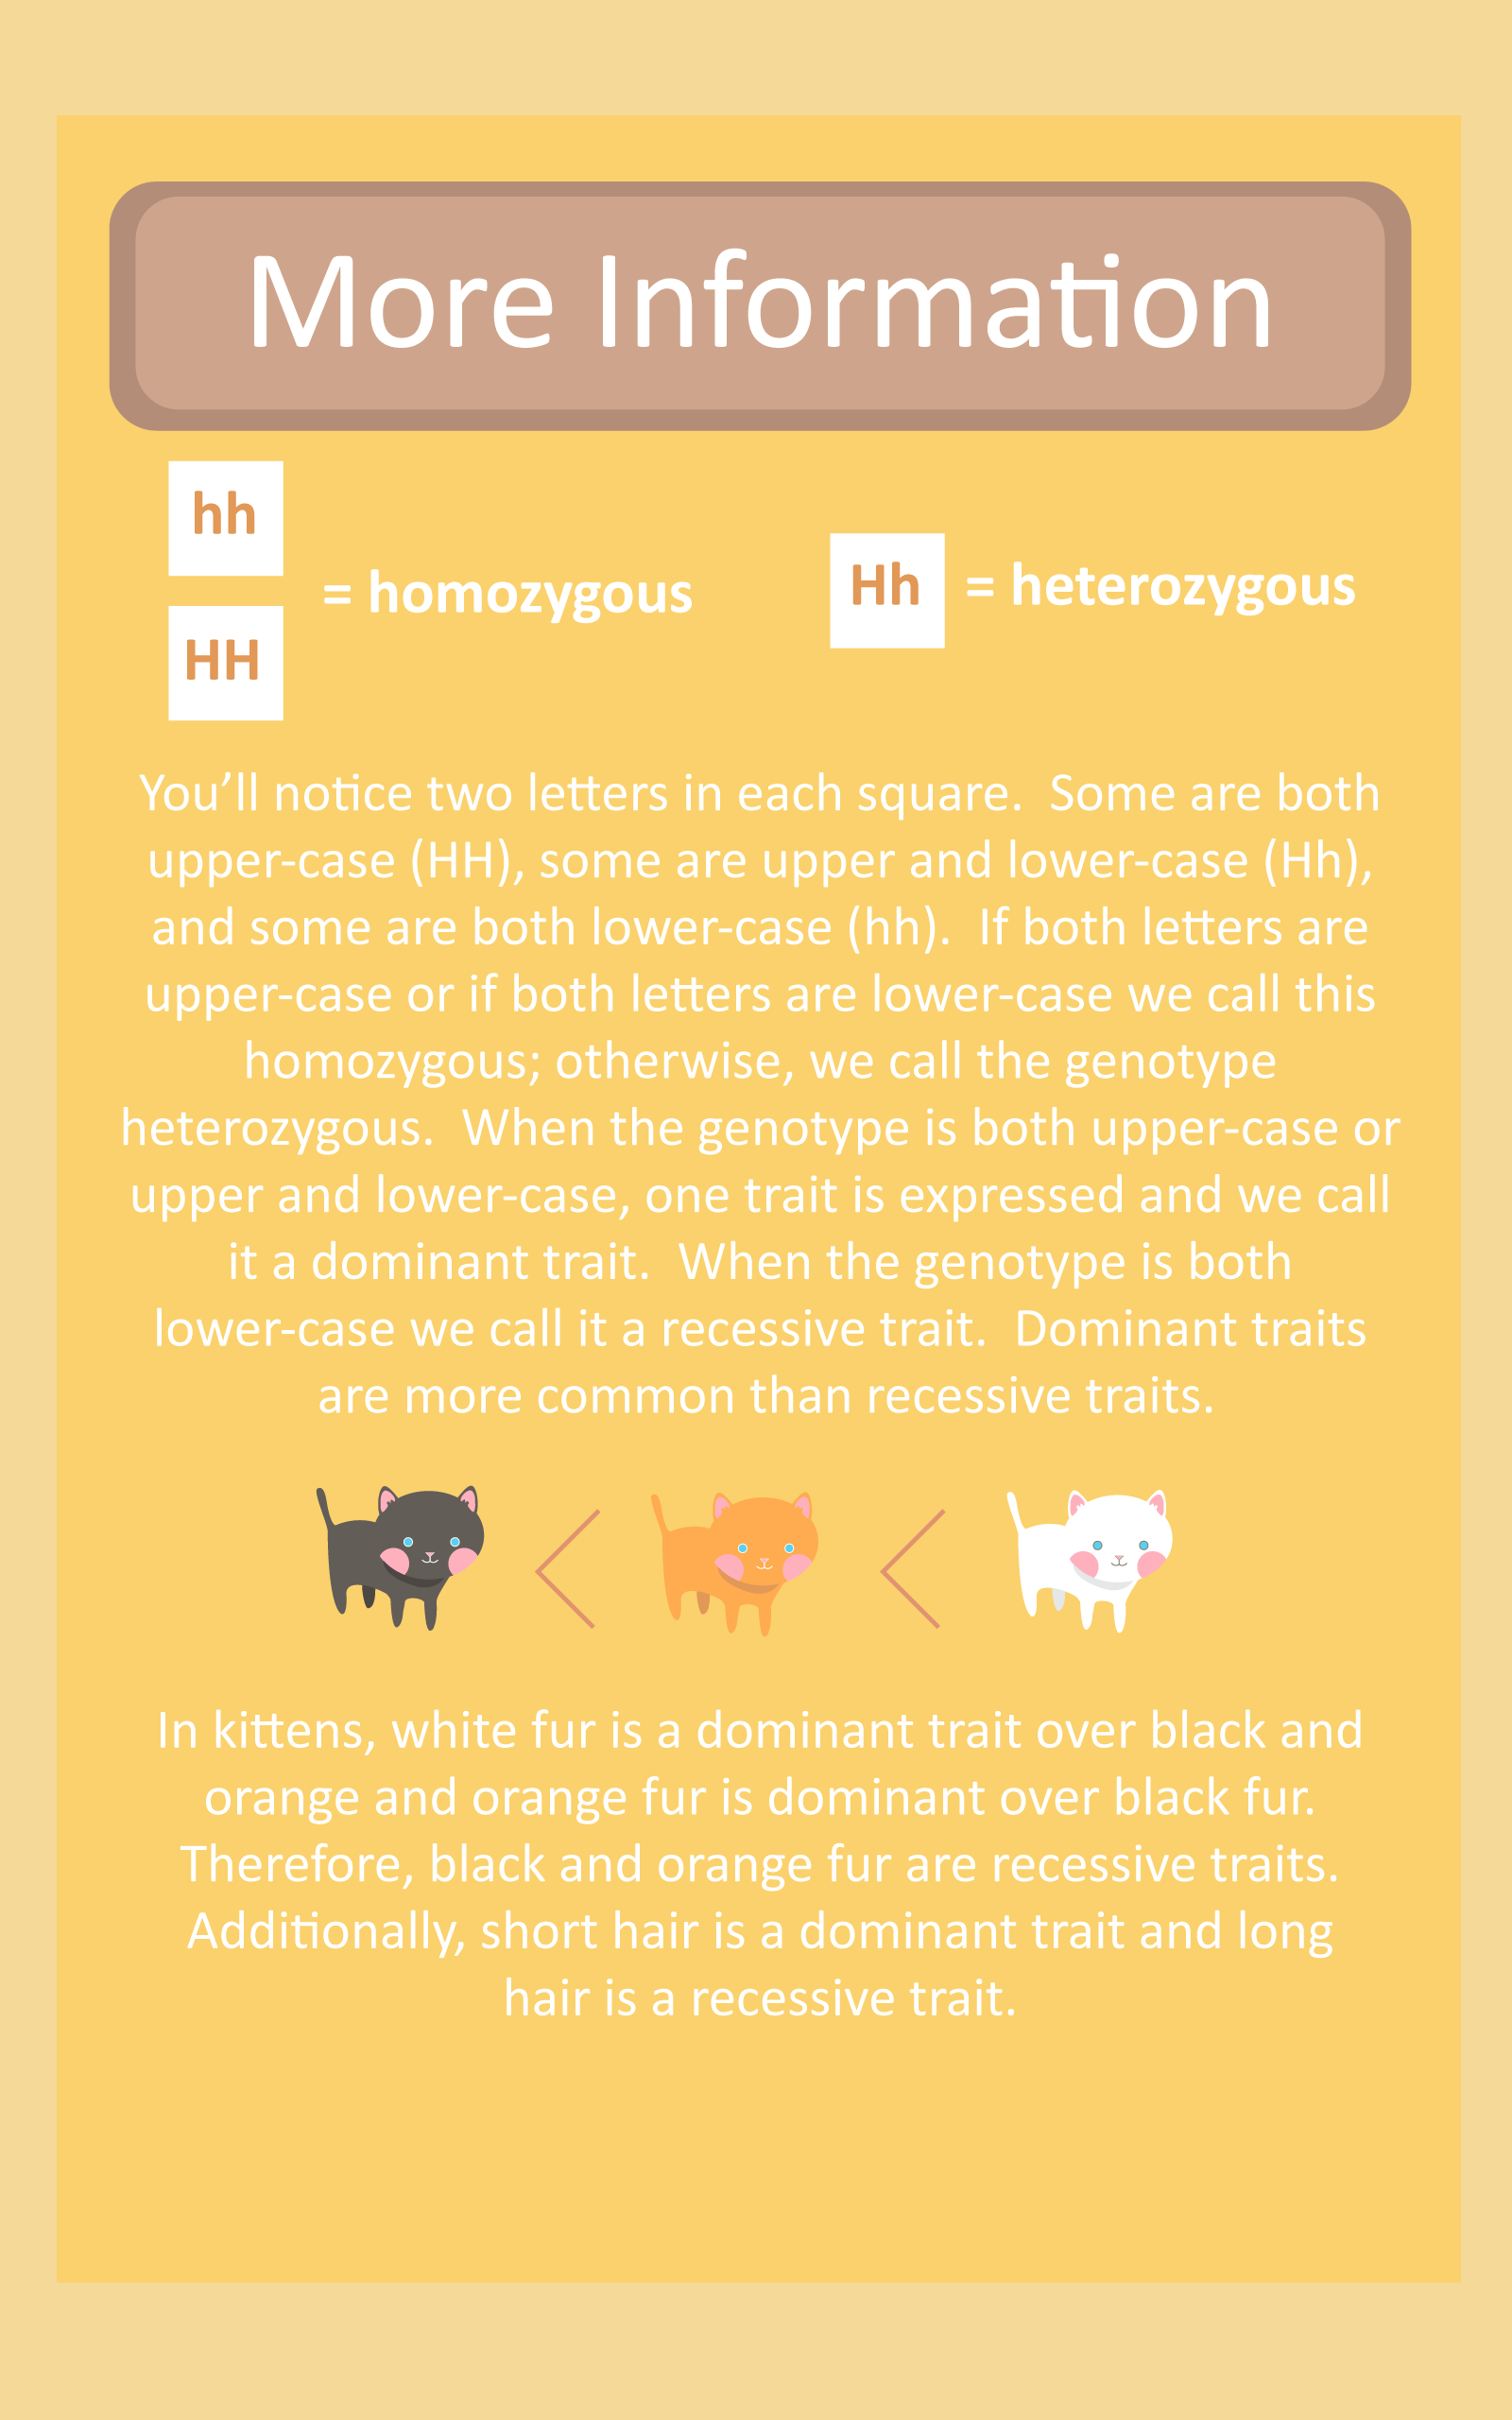 More Information
hh
HH
= homozygous
Hh
= heterozygous
You’ll notice two letters in each square.  Some are both
upper-case (HH), some are upper and lower-case (Hh),
and some are both lower-case (hh).  If both letters are
upper-case or if both letters are lower-case we call this
homozygous; otherwise, we call the genotype
heterozygous.  When the genotype is both upper-case or
upper and lower-case, one trait is expressed and we call
it a dominant trait.  When the genotype is both
lower-case we call it a recessive trait.  Dominant traits
are more common than recessive traits.
< <
In kittens, white fur is a dominant trait over black and
orange and orange fur is dominant over black fur.
Therefore, black and orange fur are recessive traits.
Additionally, short hair is a dominant trait and long
hair is a recessive trait.